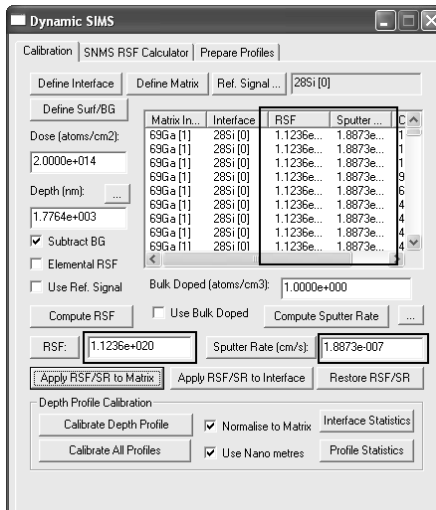 Dynamic SIMS
Calibration SNMS RSF Calculator Prepare Profiles
Define Interface Define Matrix Ref. Signal ... 28Si [0]
Define Surf/BG
Dose (atoms/cm2):
2.0000e+014
Depth (nm): ...
1.7764e+003
Subtract BG
Elemental RSF
Use Ref. Signal
Matrix In... Interface RSF Sputter ... C
69Ga [1] 28Si [0] 1.1236e... 1.8873e... 1
69Ga [1] 28Si [0] 1.1236e... 1.8873e... 1
69Ga [1] 28Si [0] 1.1236e... 1.8873e... 1
69Ga [1] 28Si [0] 1.1236e... 1.8873e... 9
69Ga [1] 28Si [0] 1.1236e... 1.8873e... 6
69Ga [1] 28Si [0] 1.1236e... 1.8873e... 4
69Ga [1] 28Si [0] 1.1236e... 1.8873e... 4
69Ga [1] 28Si [0] 1.1236e... 1.8873e... 4
69Ga [1] 28Si [0] 1.1236e... 1.8873e... 4
Bulk Doped (atoms/cm3): 1.0000e+000
Compute RSF Use Bulk Doped Compute Sputter Rate ...
RSF: 1.1236e+020 Sputter Rate (cm/s): 1.8873e-007
Apply RSF/SR to Matrix Apply RSF/SR to Interface Restore RSF/SR
Depth Profile Calibration
Calibrate Depth Profile Normalise to Matrix Interface Statistics
Calibrate All Profiles Use Nano metres Profile Statistics